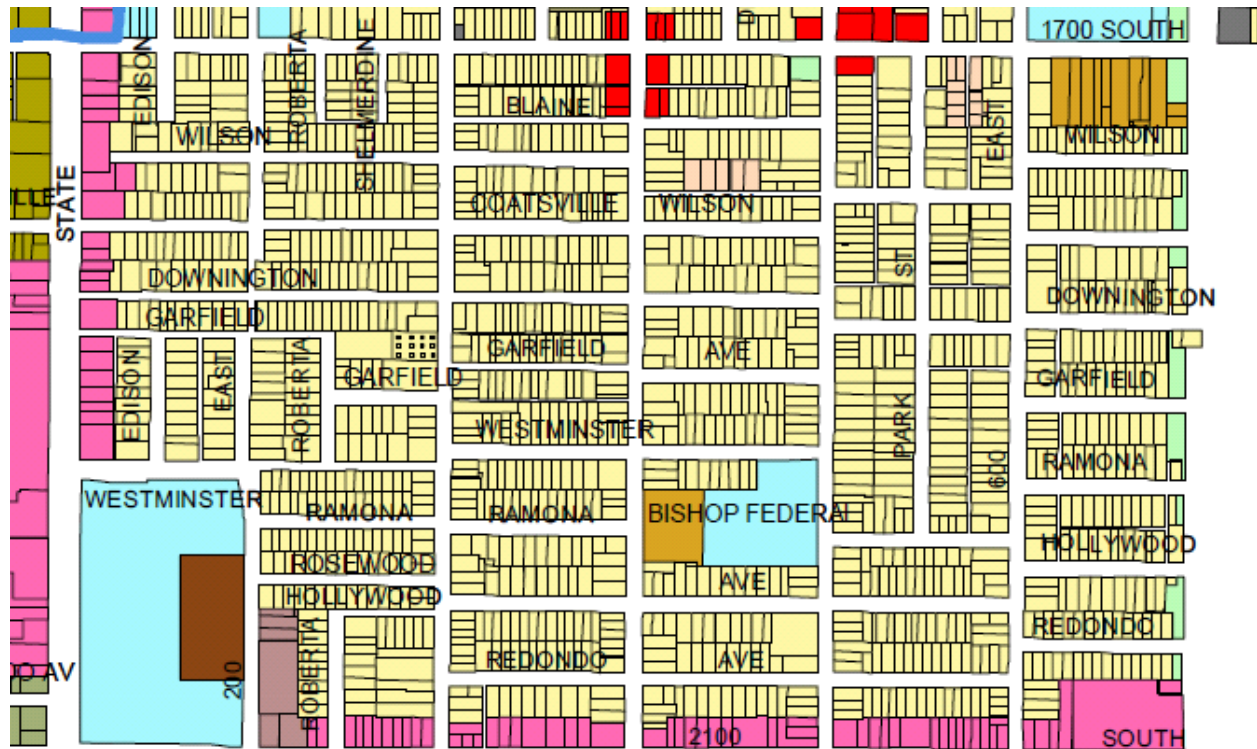 1700 SOUTH
EDISON
ROBERTA
SHELMERDINE
BLAINE
WILSON
EAST
WILSON
STATE
COATSVILLE
WILSON
ST
DOWNINGTON
DOWNINGTON
GARFIELD
GARFIELD
AVE
GARFIELD
EDISON
EAST
ROBERTA
GARFIELD
WESTMINSTER
PARK
600
RAMONA
WESTMINSTER
RAMONA
RAMONA
BISHOP FEDERAL
HOLLYWOOD
ROSEWOOD
AVE
HOLLYWOOD
REDONDO
200
ROBERTA
REDONDO
AVE
AV
2100
SOUTH